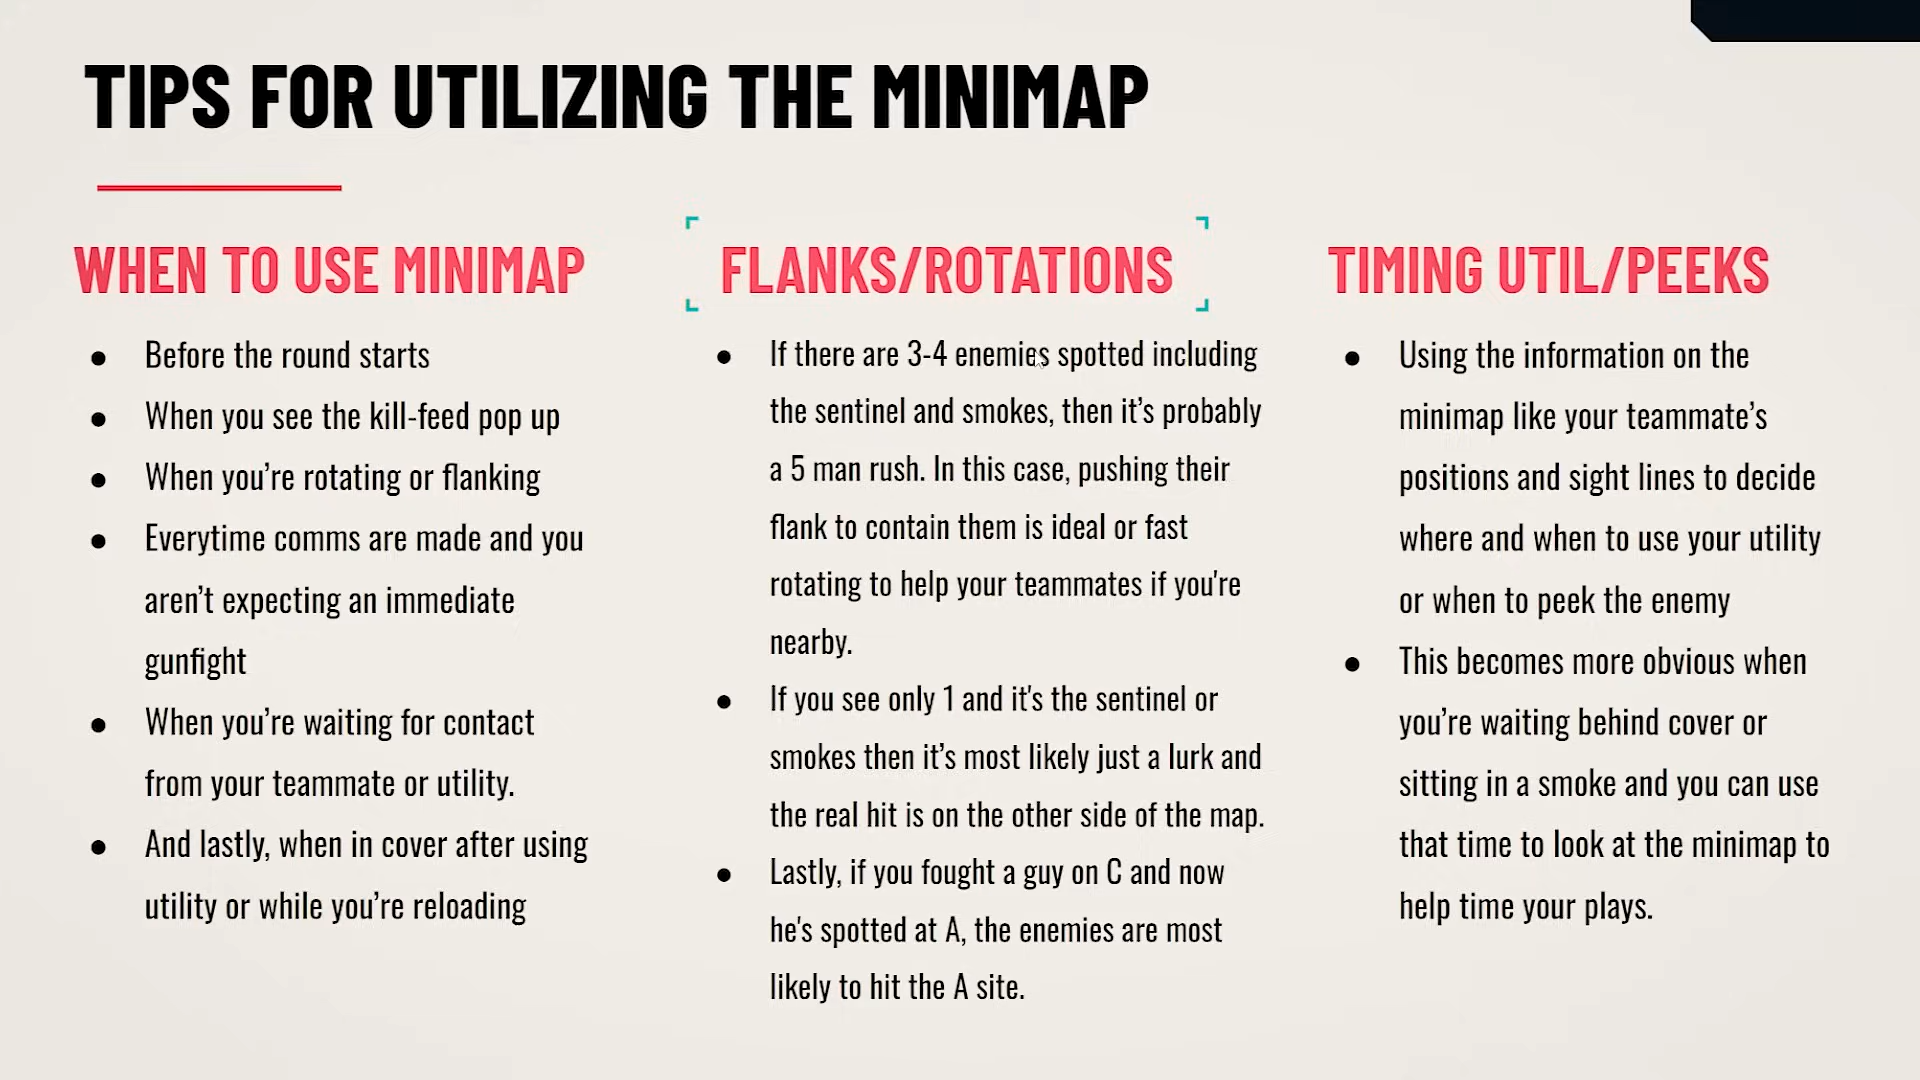 TIPS FOR UTILIZING THE MINIMAP
WHEN TO USE MINIMAP
● Before the round starts
● When you see the kill-feed pop up
● When you’re rotating or flanking
● Everytime comms are made and you
aren’t expecting an immediate
gunfight
● When you’re waiting for contact
from your teammate or utility.
● And lastly, when in cover after using
utility or while you’re reloading
FLANKS/ROTATIONS
● If there are 3-4 enemies spotted including
the sentinel and smokes, then it’s probably
a 5 man rush. In this case, pushing their
flank to contain them is ideal or fast
rotating to help your teammates if you're
nearby.
● If you see only 1 and it's the sentinel or
smokes then it’s most likely just a lurk and
the real hit is on the other side of the map.
● Lastly, if you fought a guy on C and now
he's spotted at A, the enemies are most
likely to hit the A site.
TIMING UTIL/PEEKS
● Using the information on the
minimap like your teammate’s
positions and sight lines to decide
where and when to use your utility
or when to peek the enemy
● This becomes more obvious when
you’re waiting behind cover or
sitting in a smoke and you can use
that time to look at the minimap to
help time your plays.